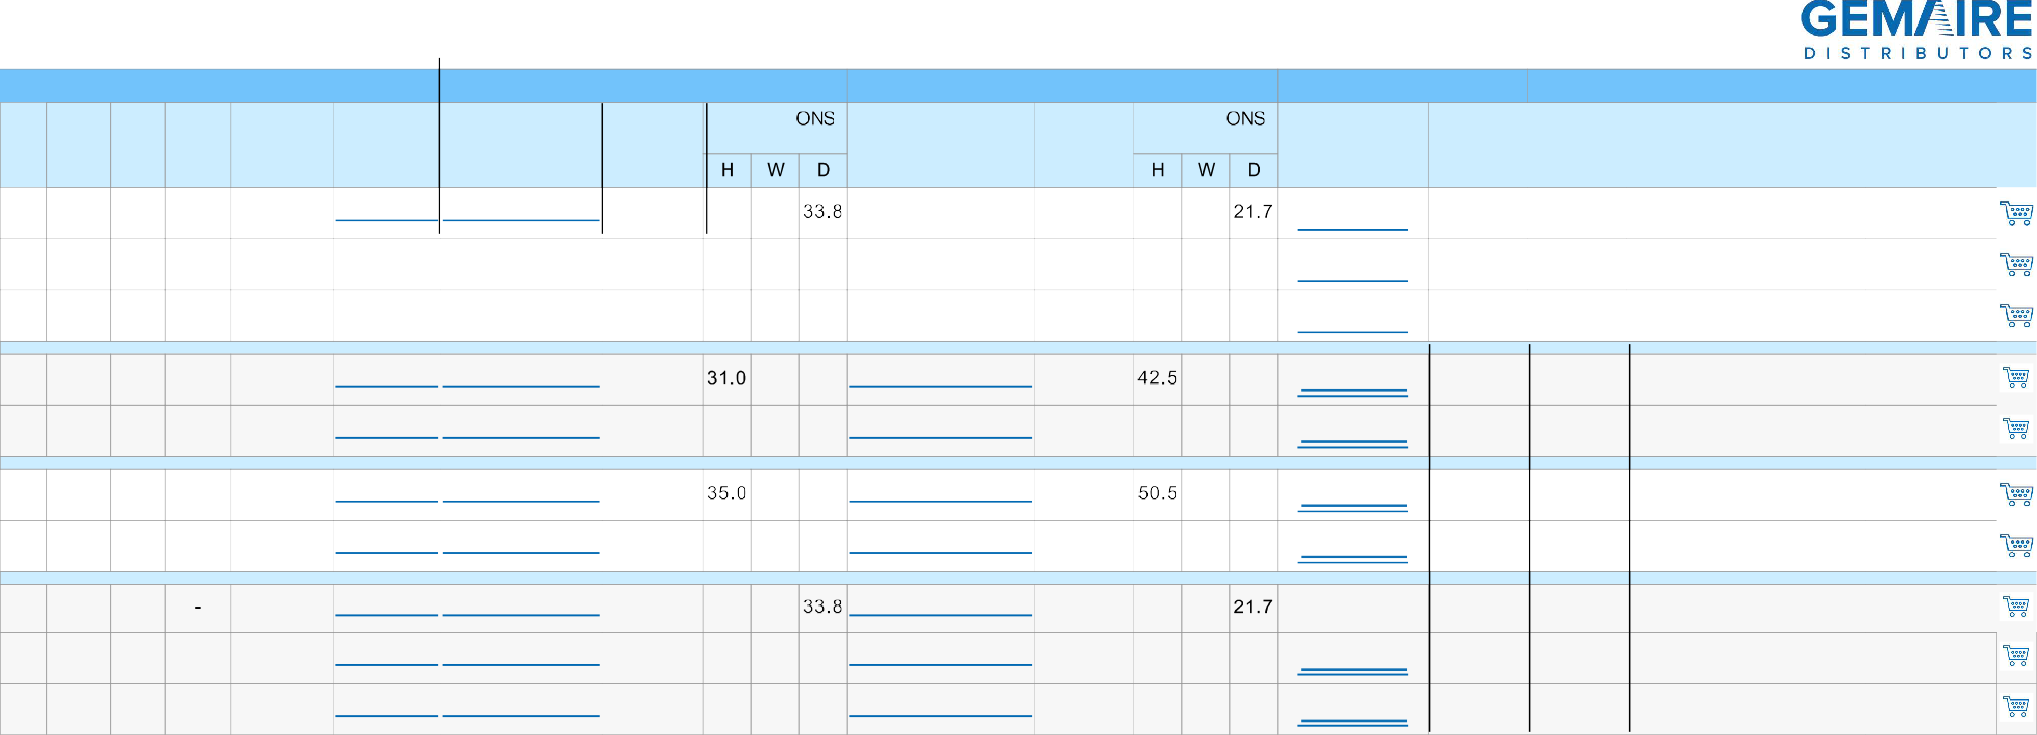 GEMAIRE
DISTRIBUTORS
ONS ONS
H W D H W D
33.8 21.7
31.0 42.5
35.0 50.5
- 33.8 21.7